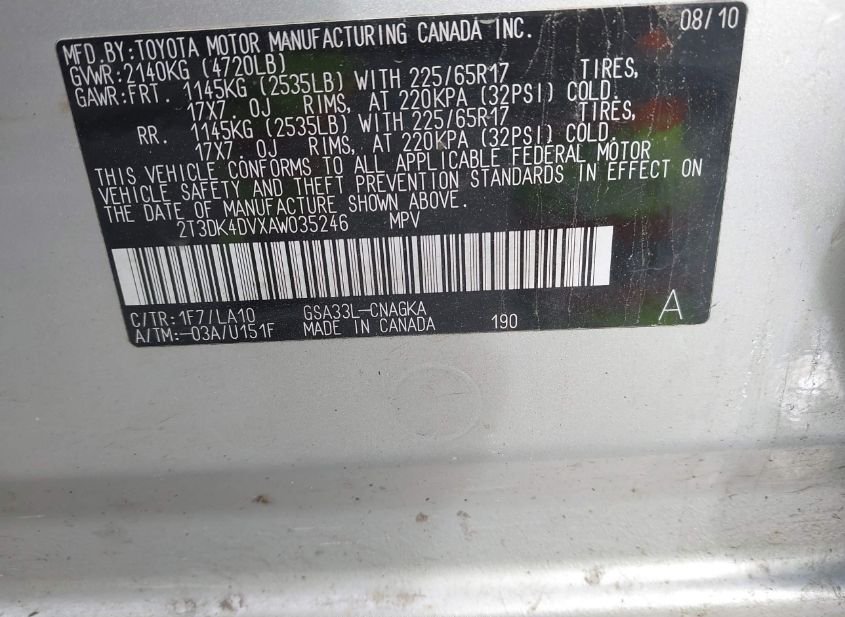 MFD.BY:TOYOTA MOTOR MANUFACTURING CANADA INC. 08/10
GVWR:2140KG (4720LB)
GAWR:FRT. 1145KG (2535LB) WITH 225/65R17 TIRES,
17X7.0J RIMS, AT 220KPA (32PSI) COLD.
RR. 1145KG (2535LB) WITH 225/65R17 TIRES,
17X7.0J RIMS, AT 220KPA (32PSI) COLD.
THIS VEHICLE CONFORMS TO ALL APPLICABLE FEDERAL MOTOR
VEHICLE SAFETY AND THEFT PREVENTION STANDARDS IN EFFECT ON
THE DATE OF MANUFACTURE SHOWN ABOVE.
2T3DK4DVXAW035246 MPV
C/TR:1F7/LA10 GSA33L-CNAGKA
A/TM:-03A/U151F MADE IN CANADA 190 A